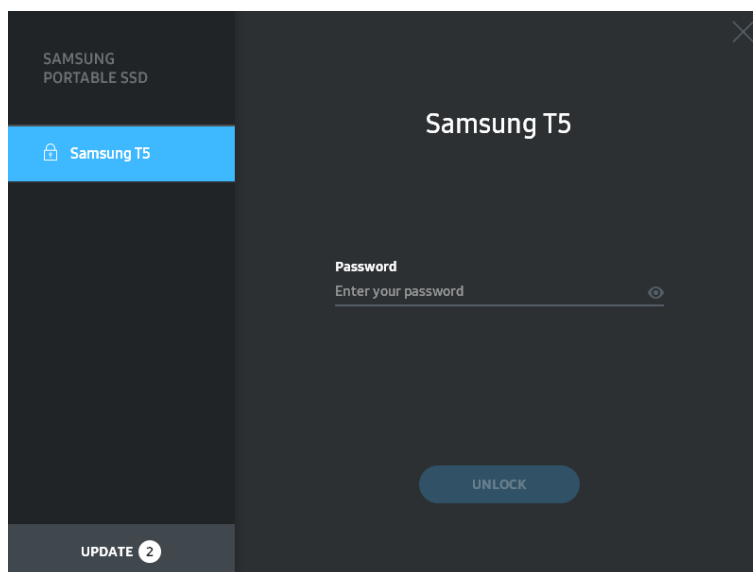 SAMSUNG
PORTABLE SSD
Samsung T5
Samsung T5
Password
Enter your password
UNLOCK
UPDATE 2